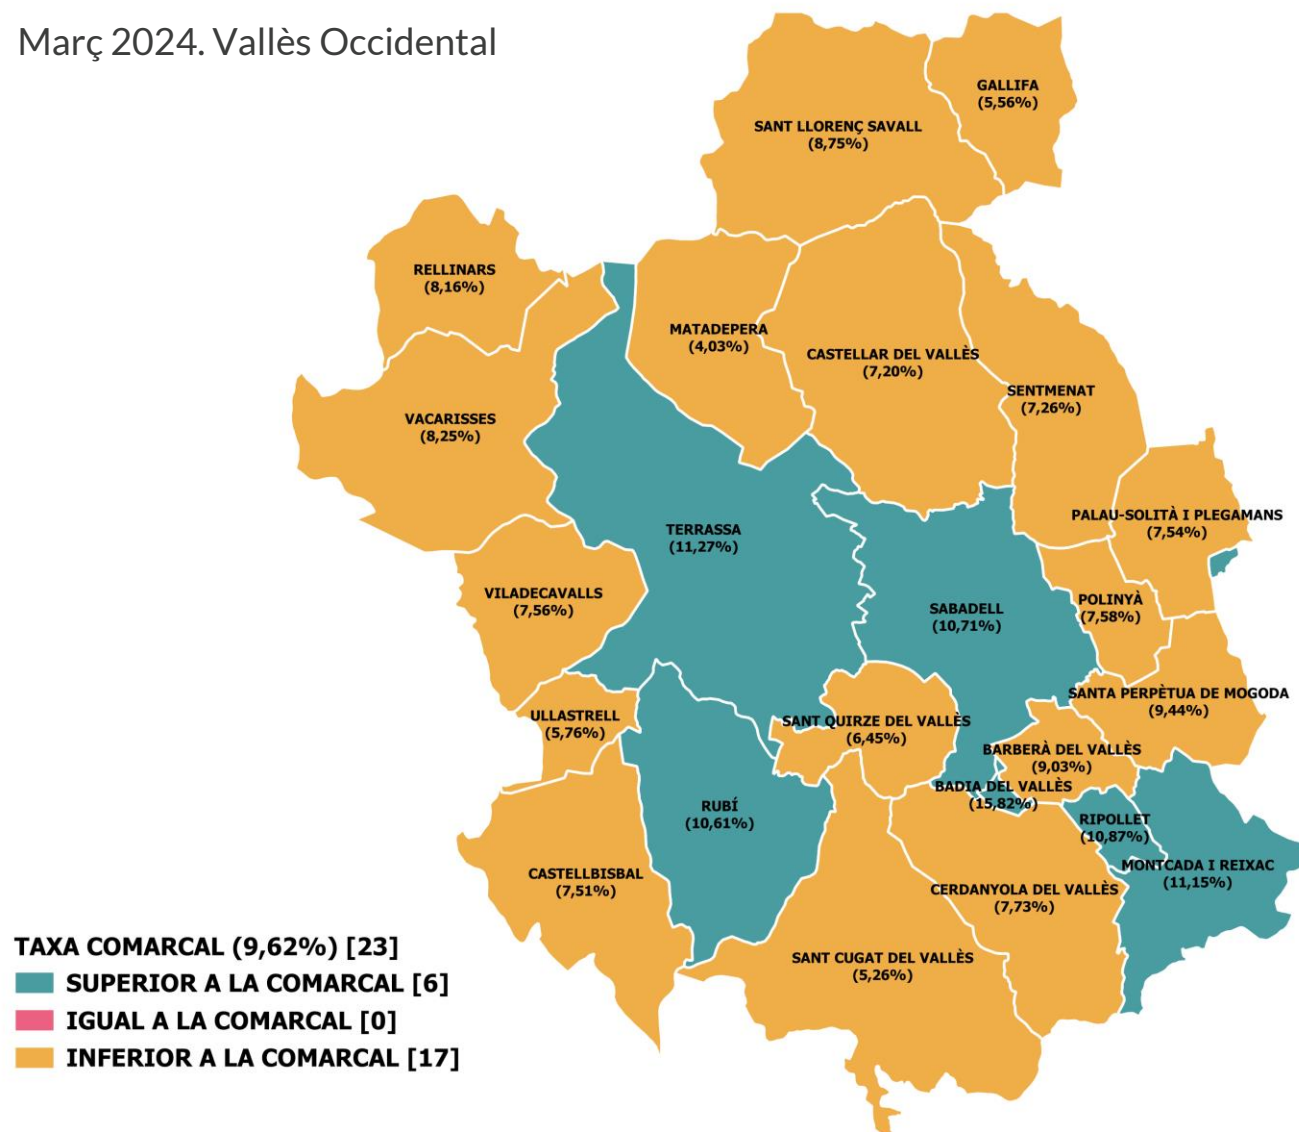 Març 2024. Vallès Occidental
GALLIFA
(5,56%)
SANT LLORENÇ SAVALL
(8,75%)
RELLINARS
(8,16%)
MATADEPERA
(4,03%)
CASTELLAR DEL VALLÈS
(7,20%)
SENTMENAT
(7,26%)
VACARISSES
(8,25%)
PALAU-SOLITÀ I PLEGAMANS
(7,54%)
TERRASSA
(11,27%)
VILADECAVALLS
(7,56%)
SABADELL
(10,71%)
POLINYÀ
(7,58%)
SANTA PERPÈTUA DE MOGODA
(9,44%)
ULLASTRELL
(5,76%)
SANT QUIRZE DEL VALLÈS
(6,45%)
BARBERÀ DEL VALLÈS
(9,03%)
BADIA DEL VALLÈS
(15,82%)
RUBÍ
(10,61%)
RIPOLLET
(10,87%)
MONTCADA I REIXAC
(11,15%)
CASTELLBISBAL
(7,51%)
CERDANYOLA DEL VALLÈS
(7,73%)
SANT CUGAT DEL VALLÈS
(5,26%)
TAXA COMARCAL (9,62%) [23]
SUPERIOR A LA COMARCAL [6]
IGUAL A LA COMARCAL [0]
INFERIOR A LA COMARCAL [17]